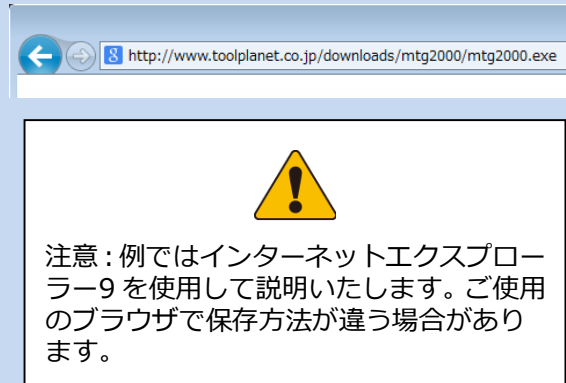 http://www.toolplanet.co.jp/downloads/mtg2000/mtg2000.exe
注意：例ではインターネットエクスプロー
ラー9 を使用して説明いたします。ご使用
のブラウザで保存方法が違う場合があり
ます。